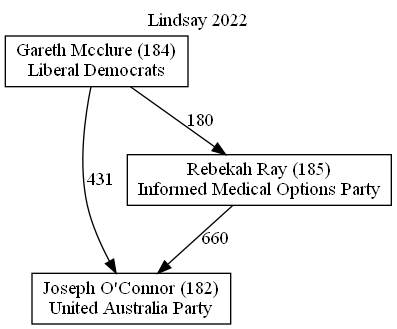 Lindsay 2022
Gareth Mcclure (184)
Liberal Democrats
180
Rebekah Ray (185)
Informed Medical Options Party
431
660
Joseph O'Connor (182)
United Australia Party